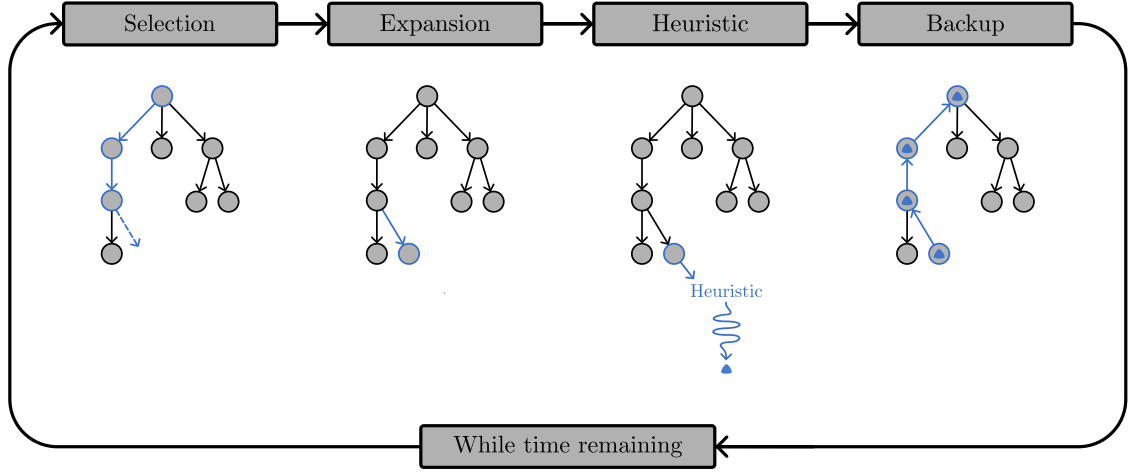 Selection
Expansion
Heuristic
Backup
Heuristic
While time remaining